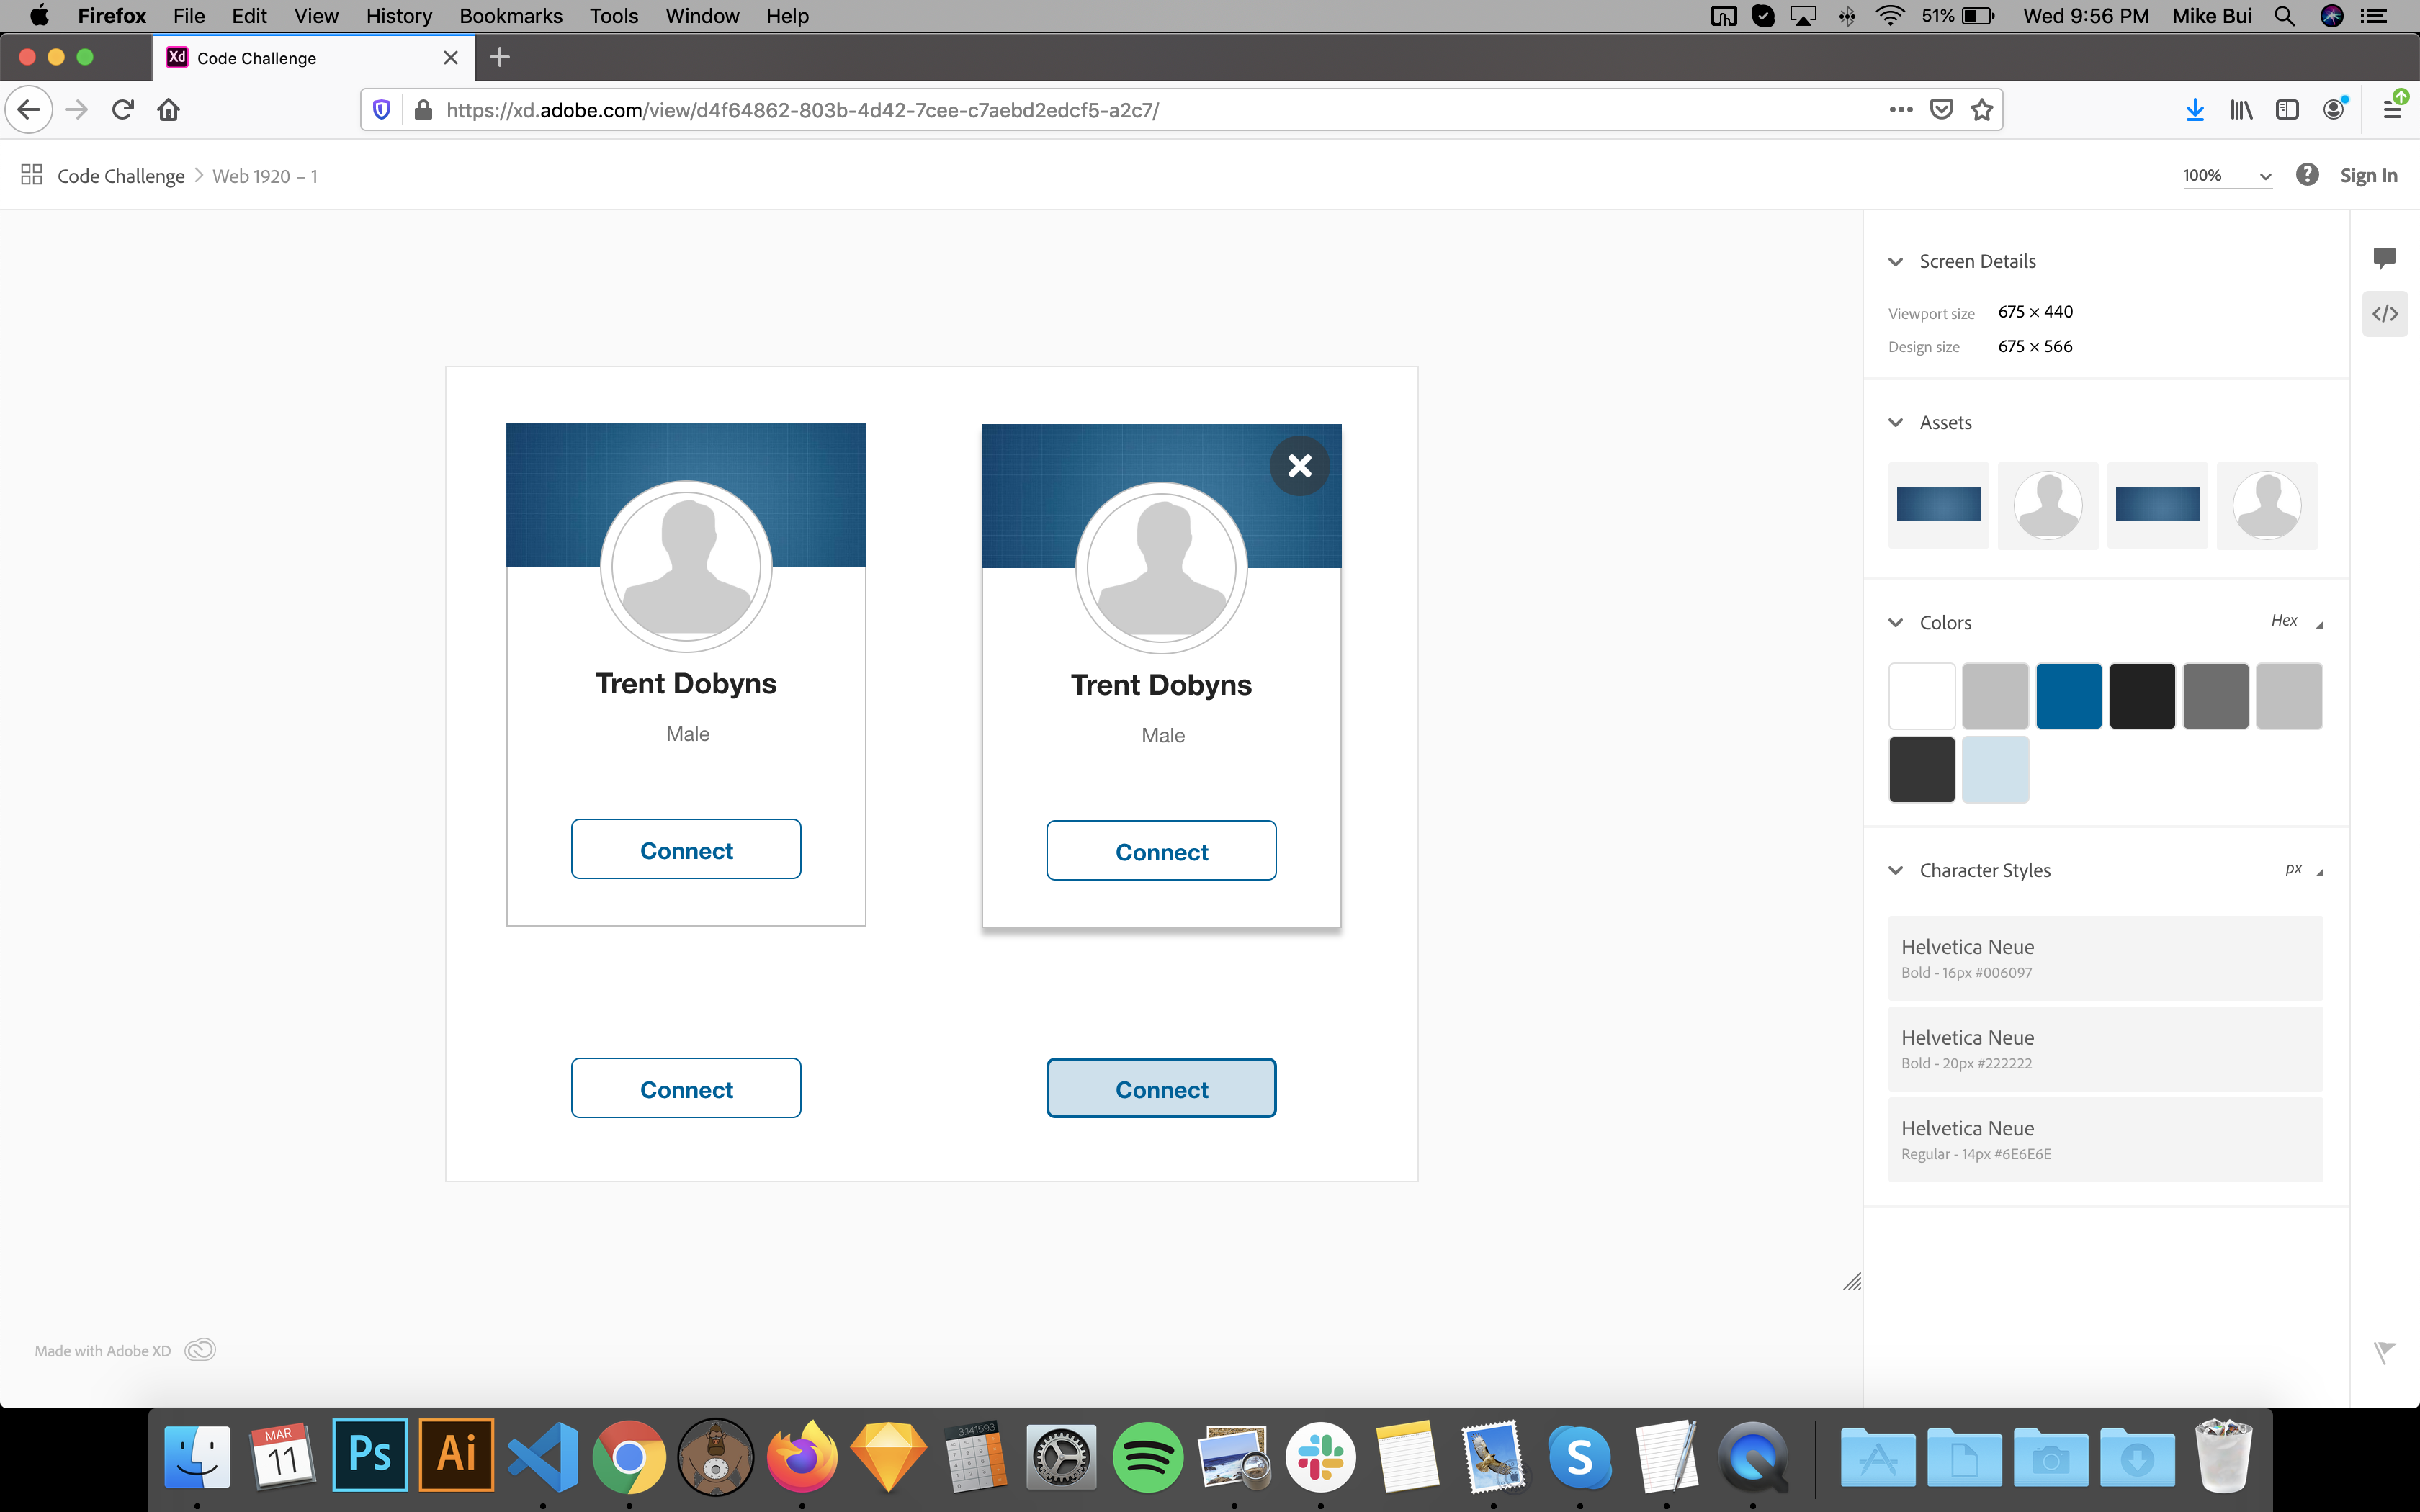 Firefox File Edit View History Bookmarks Tools Window Help 51% Wed 9:56 PM Mike Bui
Xd Code Challenge
https://xd.adobe.com/view/d4f64862-803b-4d42-7cee-c7aebd2edcf5-a2c7/
Code Challenge > Web 1920 – 1 100% ? Sign In
Screen Details
Viewport size 675 × 440
Design size 675 × 566
Assets
Colors Hex
Character Styles px
Helvetica Neue
Bold - 16px #006097
Helvetica Neue
Bold - 20px #222222
Helvetica Neue
Regular - 14px #6E6E6E
Trent Dobyns
Male
Connect
Trent Dobyns
Male
Connect
Connect
Connect
Made with Adobe XD
MAR
11
Ps
Ai
3.141593
S